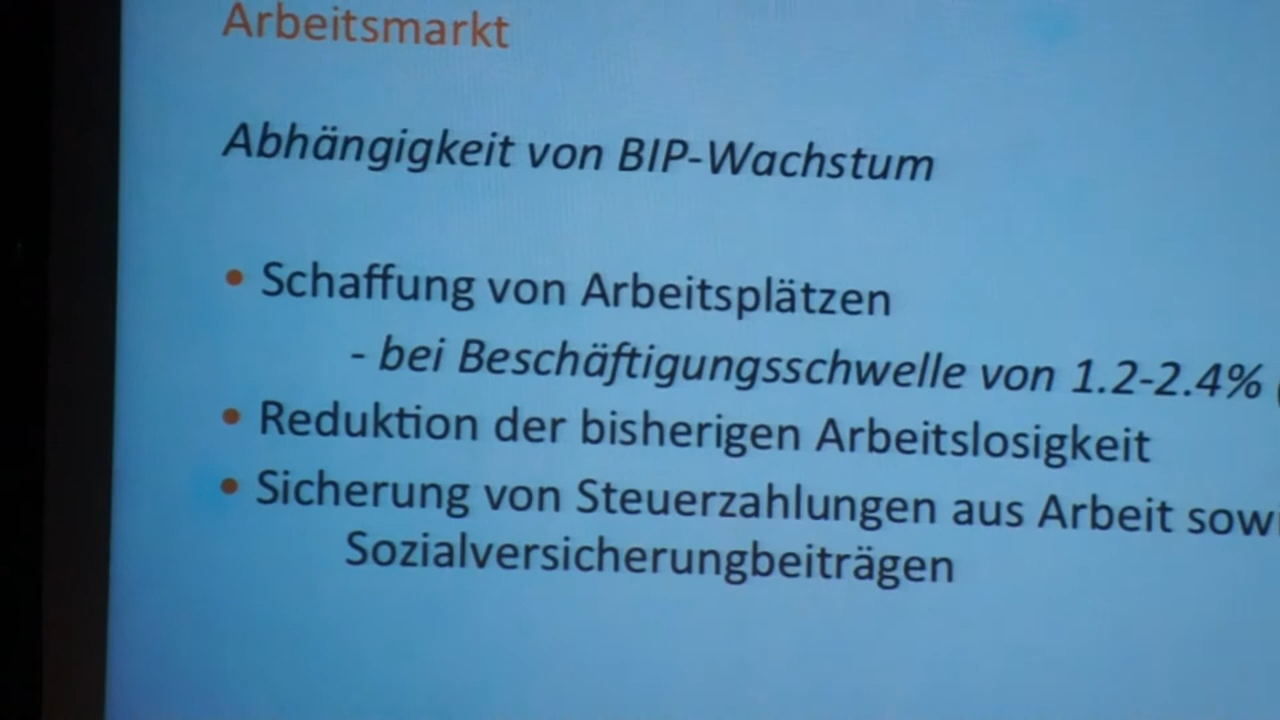 Arbeitsmarkt
Abhängigkeit von BIP-Wachstum
• Schaffung von Arbeitsplätzen
- bei Beschäftigungsschwelle von 1.2-2.4%
• Reduktion der bisherigen Arbeitslosigkeit
• Sicherung von Steuerzahlungen aus Arbeit
Sozialversicherungbeiträgen